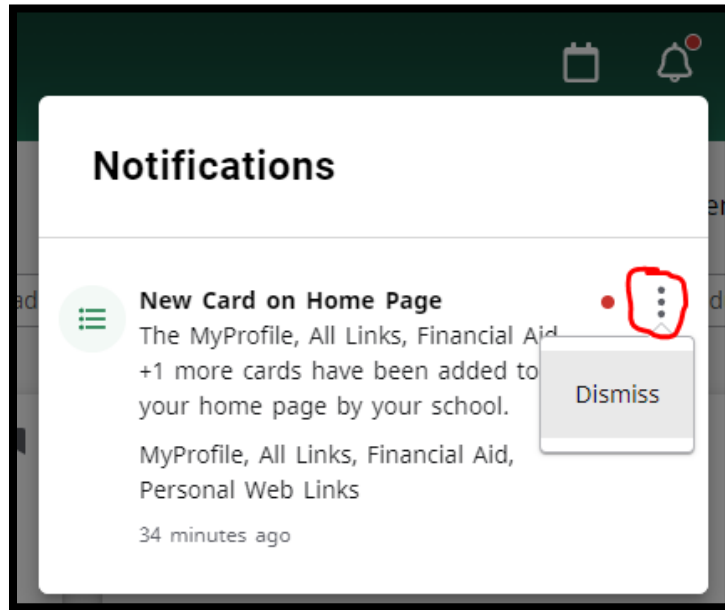 Notifications
New Card on Home Page
The MyProfile, All Links, Financial Aid
+1 more cards have been added to
your home page by your school.
Dismiss
MyProfile, All Links, Financial Aid,
Personal Web Links
34 minutes ago